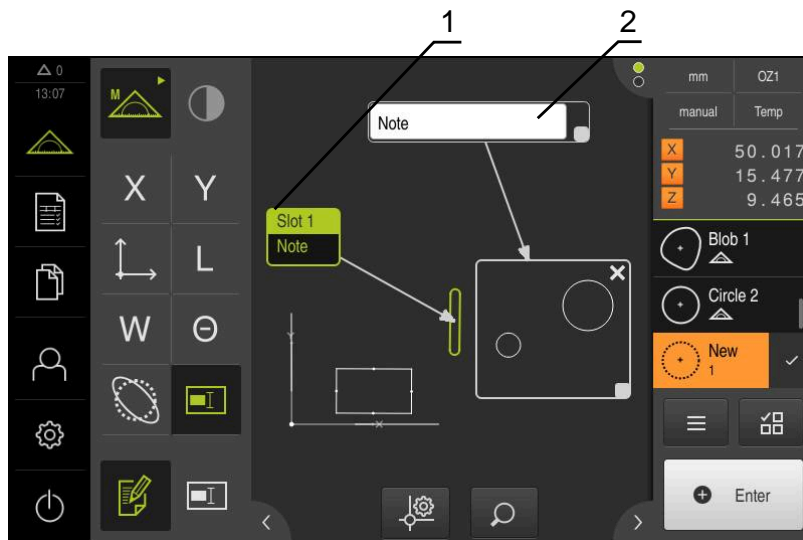 1 2
0
13:07
M
X Y
L
W Θ
Note
Slot 1
Note
mm OZ1
manual Temp
X 50.017
Y 15.477
Z 9.465
Blob 1
Circle 2
New
1
Enter